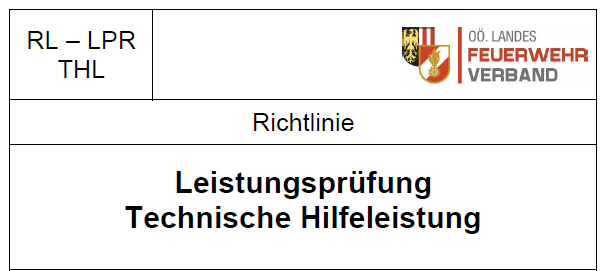 RL – LPR
THL
OÖ. LANDES
FEUERWEHR
VERBAND
Richtlinie
Leistungsprüfung
Technische Hilfeleistung